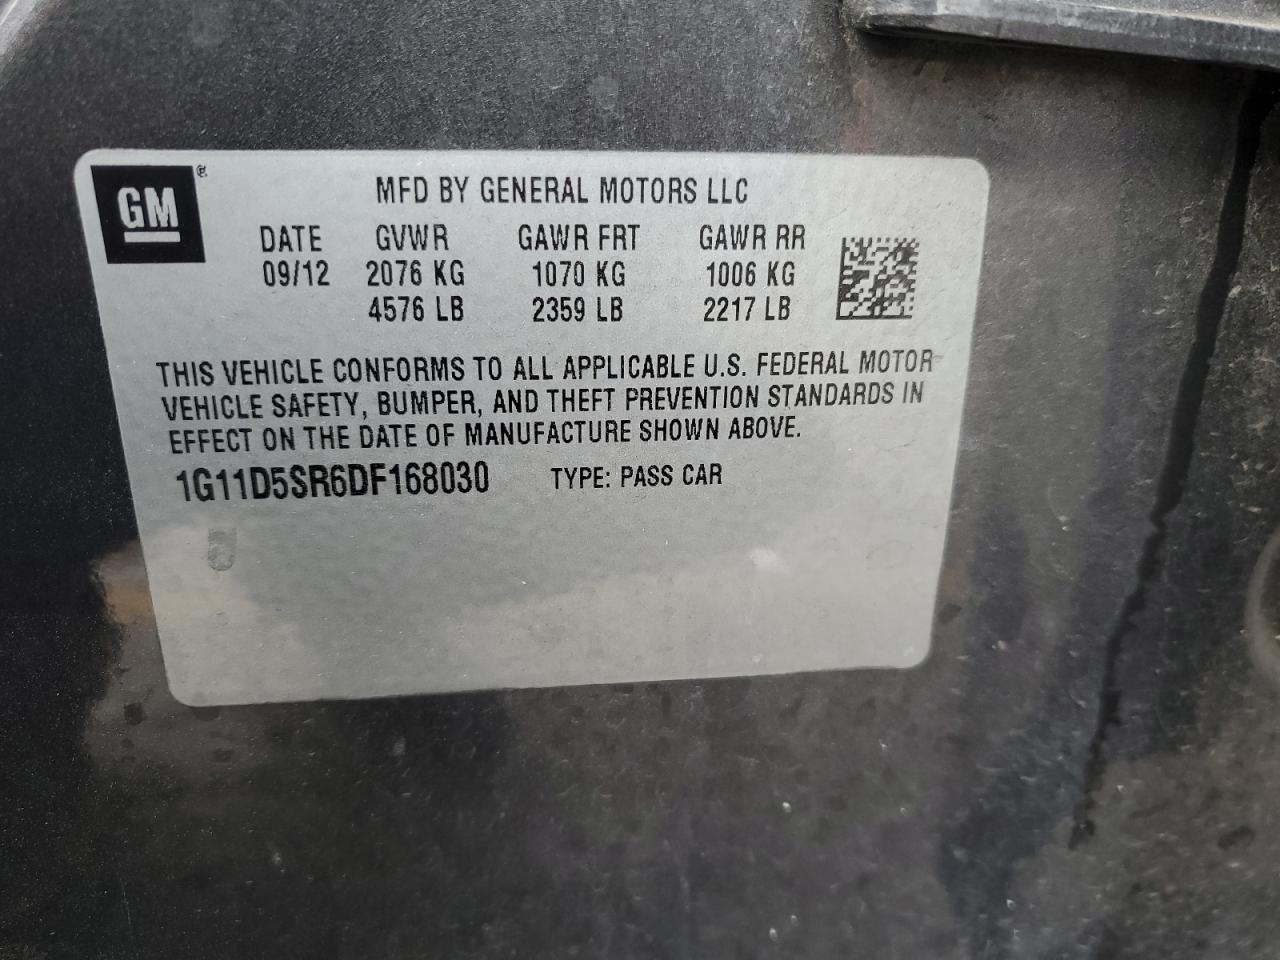 GM®
MFD BY GENERAL MOTORS LLC
DATE GVWR GAWR FRT GAWR RR
09/12 2076 KG 1070 KG 1006 KG
4576 LB 2359 LB 2217 LB
THIS VEHICLE CONFORMS TO ALL APPLICABLE U.S. FEDERAL MOTOR
VEHICLE SAFETY, BUMPER, AND THEFT PREVENTION STANDARDS IN
EFFECT ON THE DATE OF MANUFACTURE SHOWN ABOVE.
1G11D5SR6DF168030 TYPE: PASS CAR